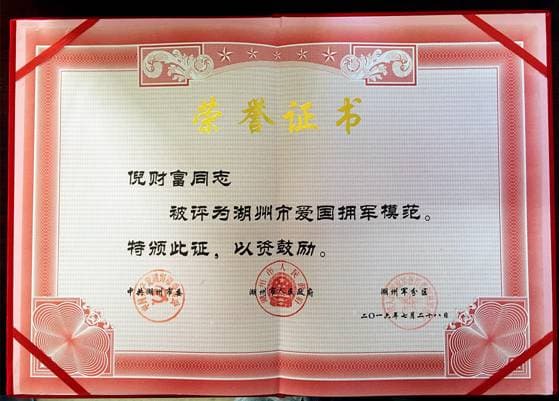 荣誉证书
倪财富同志
被评为湖州市爱国拥军模范。
特颁此证，以资鼓励。
中共湖州市委 湖州市人民政府 湖州军分区
二〇一六年七月二十八日